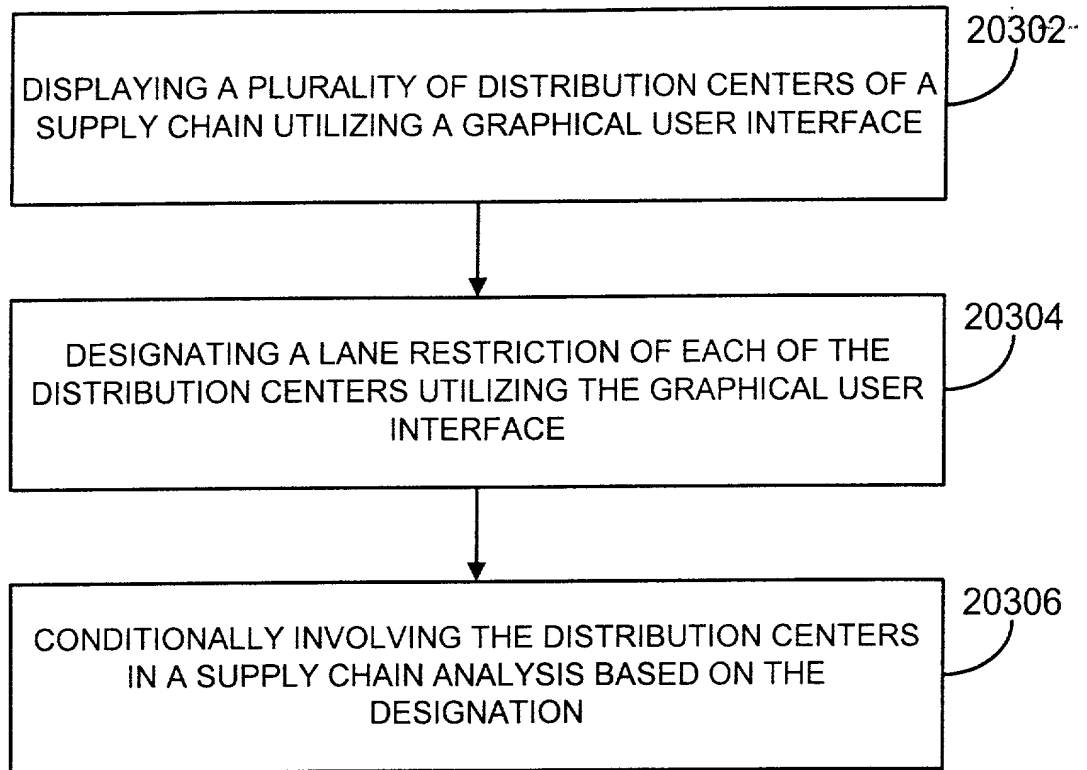 20302
DISPLAYING A PLURALITY OF DISTRIBUTION CENTERS OF A
SUPPLY CHAIN UTILIZING A GRAPHICAL USER INTERFACE
20304
DESIGNATING A LANE RESTRICTION OF EACH OF THE
DISTRIBUTION CENTERS UTILIZING THE GRAPHICAL USER
INTERFACE
20306
CONDITIONALLY INVOLVING THE DISTRIBUTION CENTERS
IN A SUPPLY CHAIN ANALYSIS BASED ON THE
DESIGNATION